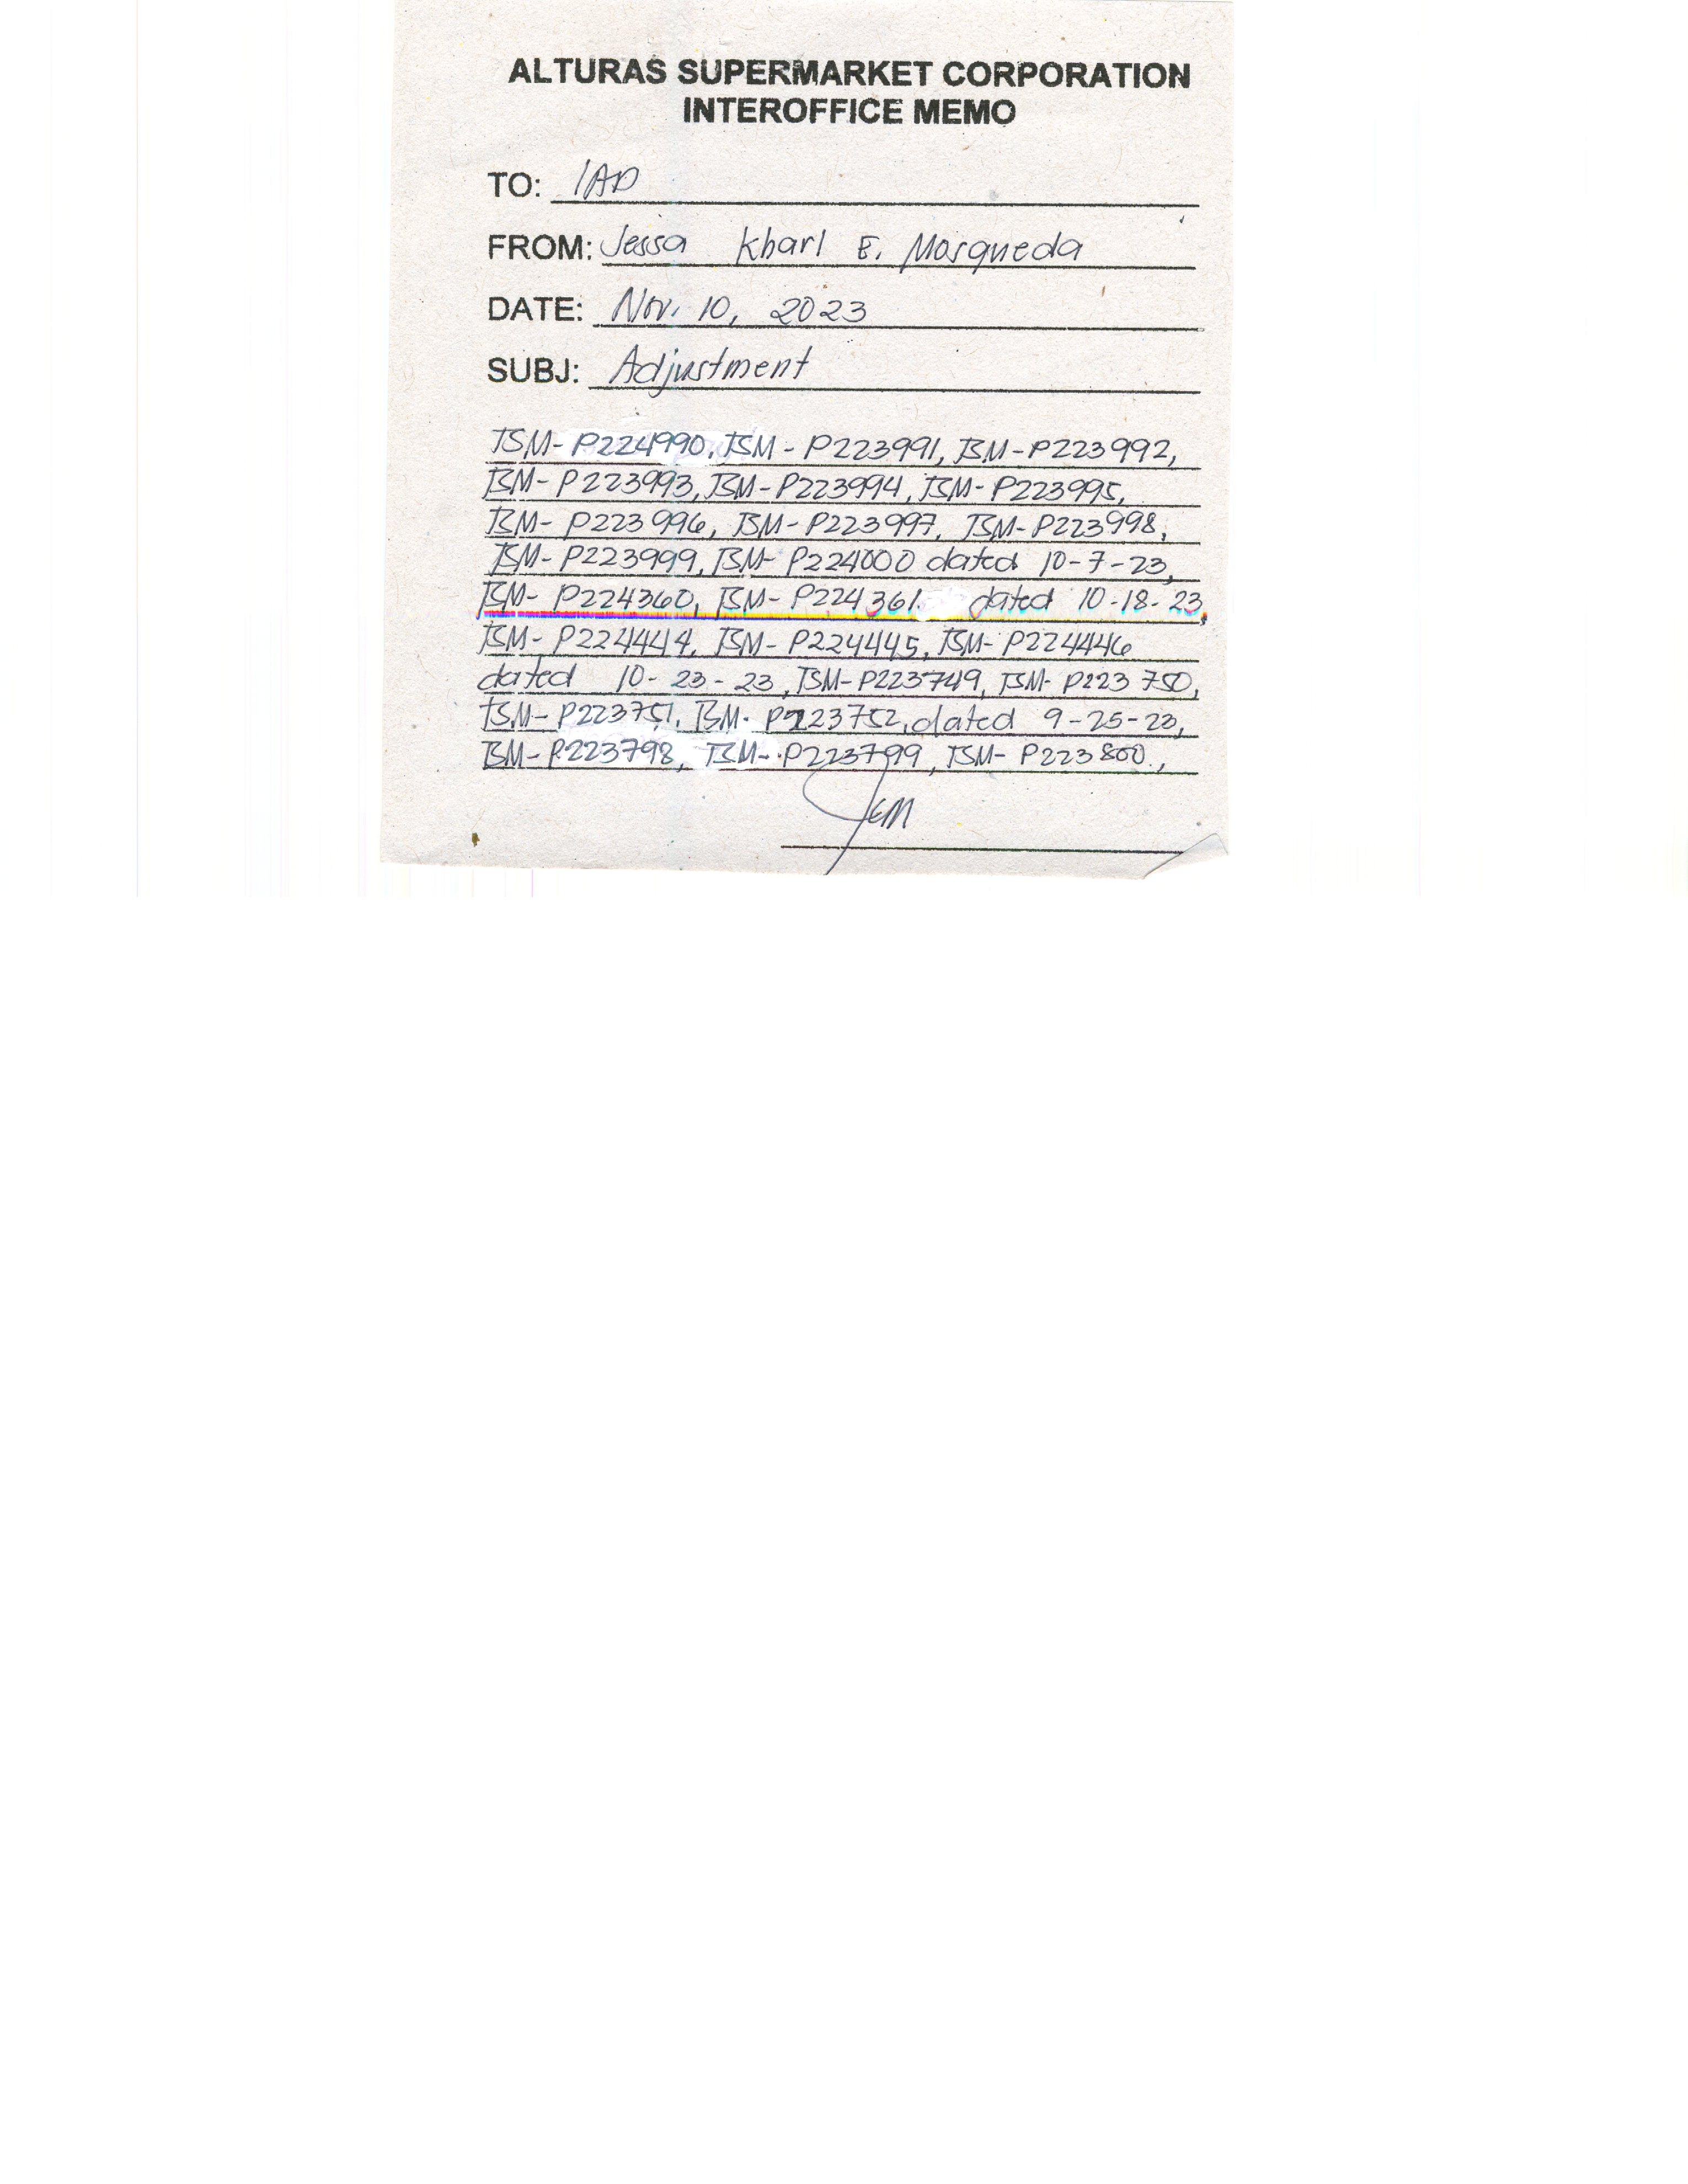 ALTURAS SUPERMARKET CORPORATION
INTEROFFICE MEMO
TO: IAD
FROM: Jessa Kharl E. Mosqueda
DATE: Nov. 10, 2023
SUBJ: Adjustment
TSM- P224990, TSM - P223991, TSM-P223992,
TSM- P223993, TSM-P223994, TSM- P223995,
TSM- P223996, TSM-P223997, TSM-P223998,
TSM-P223999, TSM- P224000 dated 10-7-23,
TSM- P224360, TSM- P224361 dated 10-18-23,
TSM- P224444, TSM- P224445, TSM- P224446
dated 10-23-23, TSM-P223749, TSM- P223750,
TSM- P223751, TSM- P223752, dated 9-25-23,
TSM- P223798, TSM- P223799, TSM- P223800.,
JEM